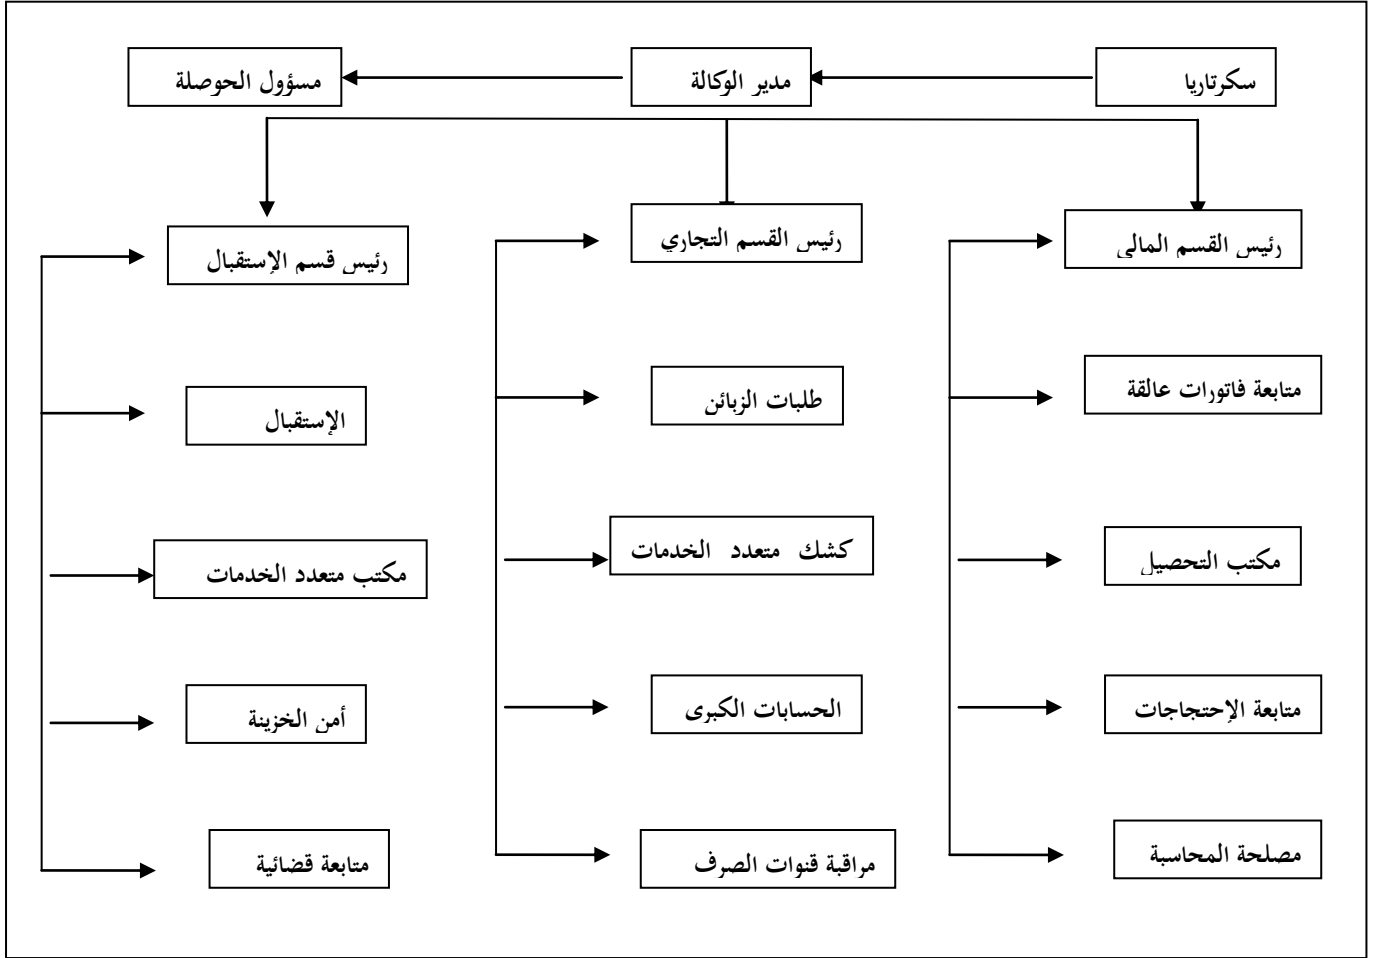 سكرتاريا
مدير الوكالة
مسؤول الحوصلة
رئيس القسم المالي
رئيس القسم التجاري
رئيس قسم الإستقبال
متابعة فاتورات عالقة
طلبات الزبائن
الإستقبال
مكتب التحصيل
كشك متعدد الخدمات
مكتب متعدد الخدمات
متابعة الإحتجاجات
الحسابات الكبرى
أمن الخزينة
مصلحة المحاسبة
مراقبة قنوات الصرف
متابعة قضائية